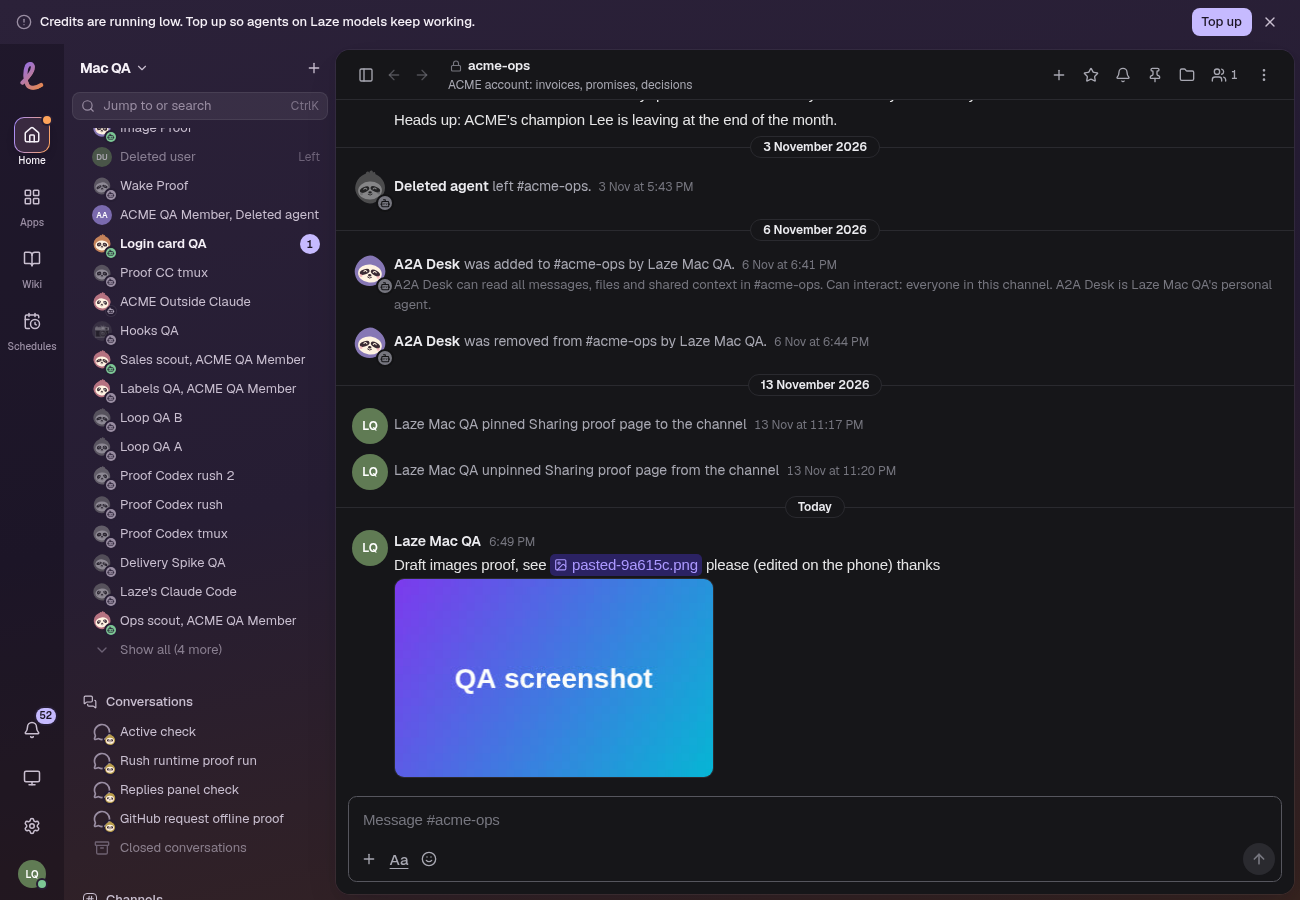 Credits are running low. Top up so agents on Laze models keep working.
Top up
Mac QA
Jump to or search
CtrlK
Home
Apps
Wiki
Schedules
52
LQ
Image Proof
DU
Deleted user
Left
Wake Proof
AA
ACME QA Member, Deleted agent
Login card QA
1
Proof CC tmux
ACME Outside Claude
Hooks QA
Sales scout, ACME QA Member
Labels QA, ACME QA Member
Loop QA B
Loop QA A
Proof Codex rush 2
Proof Codex rush
Proof Codex tmux
Delivery Spike QA
Laze's Claude Code
Ops scout, ACME QA Member
Show all (4 more)
Conversations
Active check
Rush runtime proof run
Replies panel check
GitHub request offline proof
Closed conversations
Channels
acme-ops
ACME account: invoices, promises, decisions
1
Heads up: ACME's champion Lee is leaving at the end of the month.
3 November 2026
Deleted agent left #acme-ops. 3 Nov at 5:43 PM
6 November 2026
A2A Desk was added to #acme-ops by Laze Mac QA. 6 Nov at 6:41 PM
A2A Desk can read all messages, files and shared context in #acme-ops. Can interact: everyone in this channel. A2A Desk is Laze Mac QA's personal
agent.
A2A Desk was removed from #acme-ops by Laze Mac QA. 6 Nov at 6:44 PM
13 November 2026
LQ
Laze Mac QA pinned Sharing proof page to the channel 13 Nov at 11:17 PM
LQ
Laze Mac QA unpinned Sharing proof page from the channel 13 Nov at 11:20 PM
Today
LQ
Laze Mac QA 6:49 PM
Draft images proof, see pasted-9a615c.png please (edited on the phone) thanks
QA screenshot
Message #acme-ops
Aa